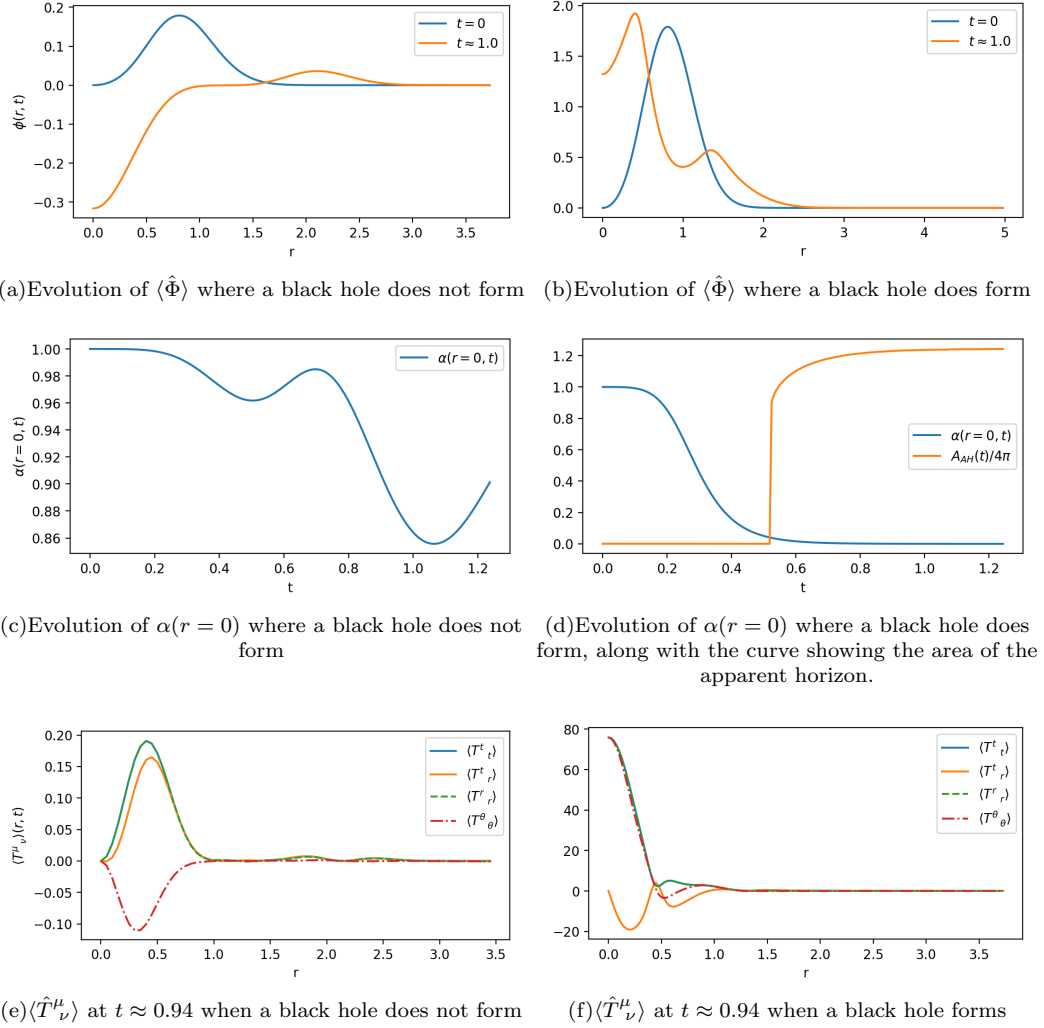 0.2
0.1
0.0
−0.1
−0.2
−0.3
ϕ(r, t)
t = 0
t ≈ 1.0
0.0 0.5 1.0 1.5 2.0 2.5 3.0 3.5
r
2.0
1.5
1.0
0.5
0.0
t = 0
t ≈ 1.0
0 1 2 3 4 5
r
(a)Evolution of ⟨Φ̂⟩ where a black hole does not form
(b)Evolution of ⟨Φ̂⟩ where a black hole does form
1.00
0.98
0.96
0.94
0.92
0.90
0.88
0.86
α(r = 0, t)
α(r = 0, t)
0.0 0.2 0.4 0.6 0.8 1.0 1.2
t
1.2
1.0
0.8
0.6
0.4
0.2
0.0
α(r = 0, t)
A_{AH}(t)/4π
0.0 0.2 0.4 0.6 0.8 1.0 1.2
t
(c)Evolution of α(r = 0) where a black hole does not
form
(d)Evolution of α(r = 0) where a black hole does
form, along with the curve showing the area of the
apparent horizon.
0.20
0.15
0.10
0.05
0.00
−0.05
−0.10
⟨T^μ_ν⟩(r, t)
⟨T^t_t⟩
⟨T^t_r⟩
⟨T^r_r⟩
⟨T^θ_θ⟩
0.0 0.5 1.0 1.5 2.0 2.5 3.0 3.5
r
80
60
40
20
0
−20
⟨T^t_t⟩
⟨T^t_r⟩
⟨T^r_r⟩
⟨T^θ_θ⟩
0.0 0.5 1.0 1.5 2.0 2.5 3.0 3.5
r
(e)⟨T̂^μ_ν⟩ at t ≈ 0.94 when a black hole does not form
(f)⟨T̂^μ_ν⟩ at t ≈ 0.94 when a black hole forms